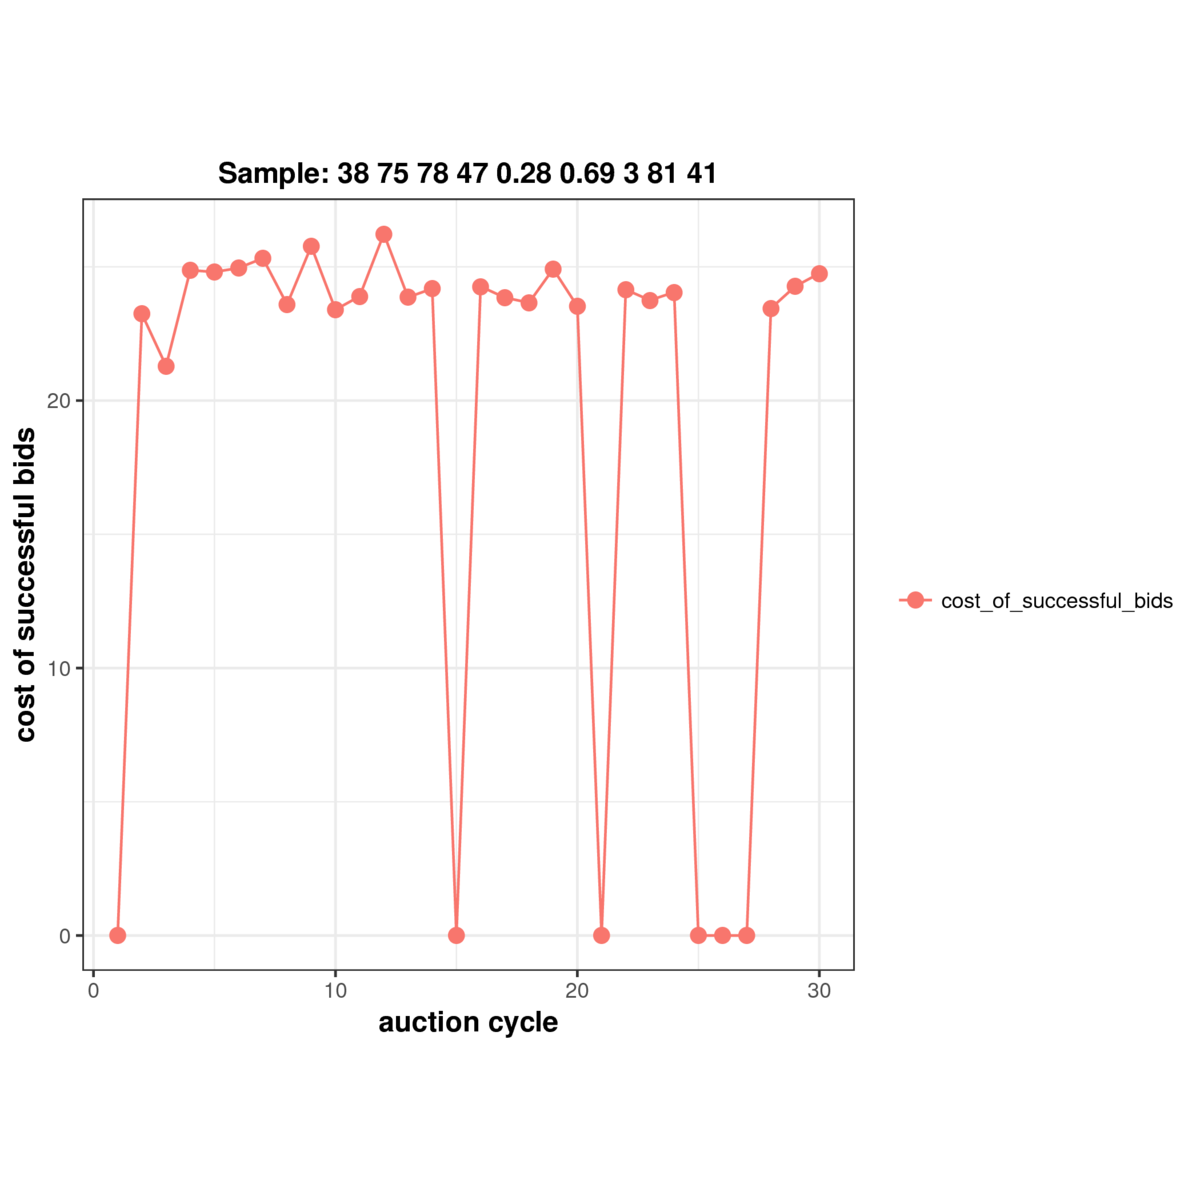 Sample: 38 75 78 47 0.28 0.69 3 81 41
cost of successful bids
20
10
0
0 10 20 30
auction cycle
cost_of_successful_bids